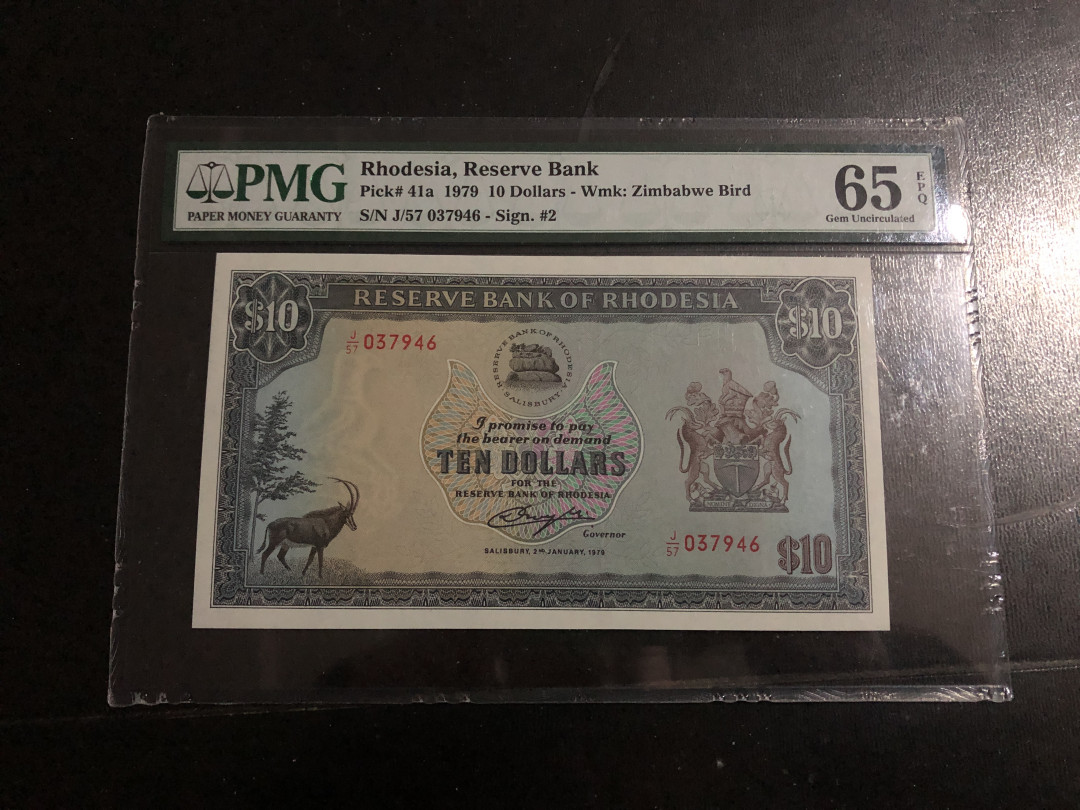 PMG
PAPER MONEY GUARANTY
Rhodesia, Reserve Bank
Pick# 41a 1979 10 Dollars - Wmk: Zimbabwe Bird
S/N J/57 037946 - Sign. #2
65 EPQ
Gem Uncirculated
RESERVE BANK OF RHODESIA
$10
$10
J/57 037946
RESERVE BANK OF RHODESIA
SALISBURY
I promise to pay
the bearer on demand
TEN DOLLARS
FOR THE
RESERVE BANK OF RHODESIA
Governor
SALISBURY, 2ND JANUARY, 1979
J/57 037946
$10